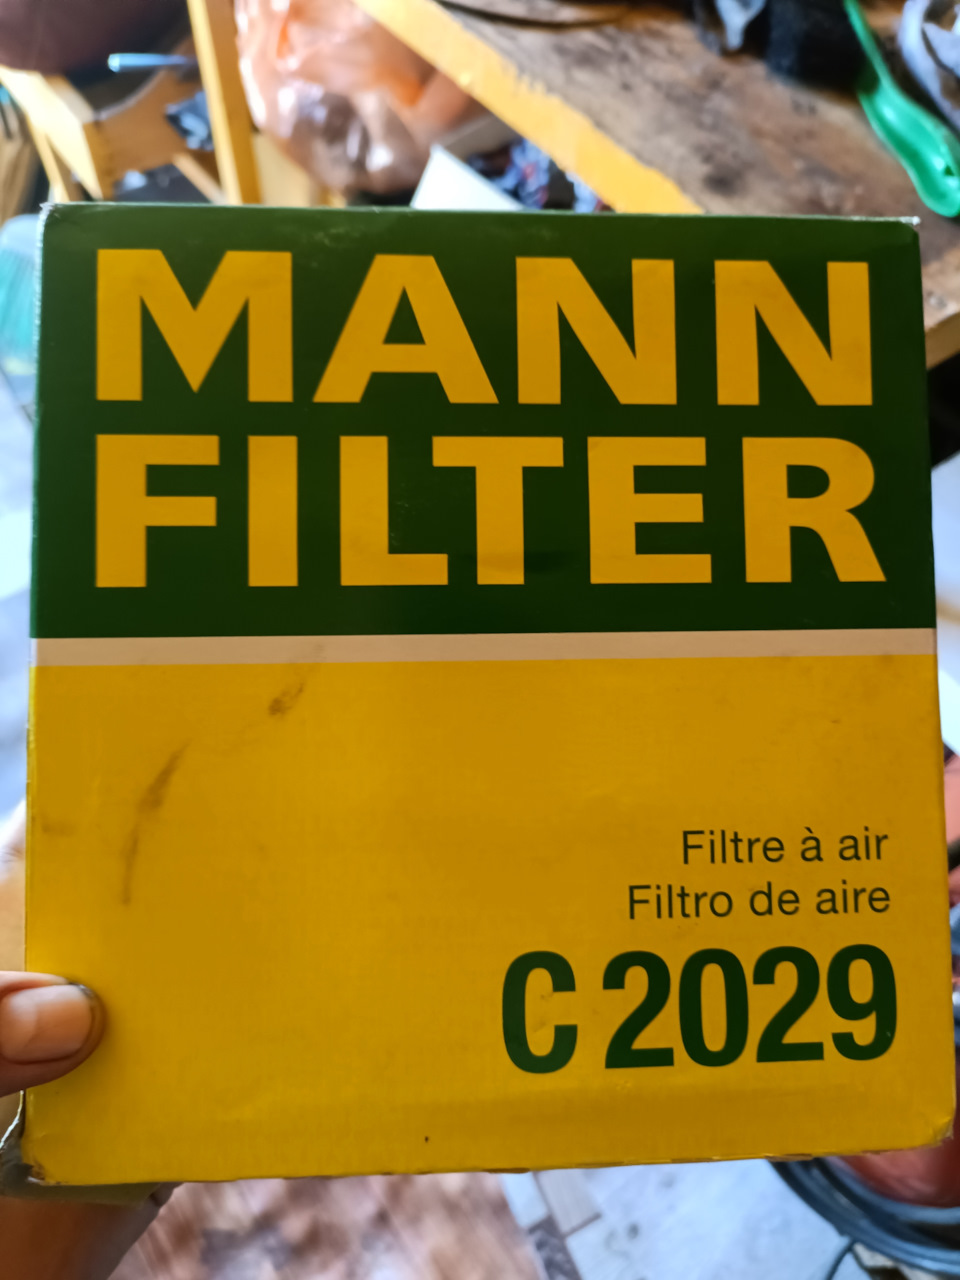 MANN
FILTER
Filtre à air
Filtro de aire
C 2029